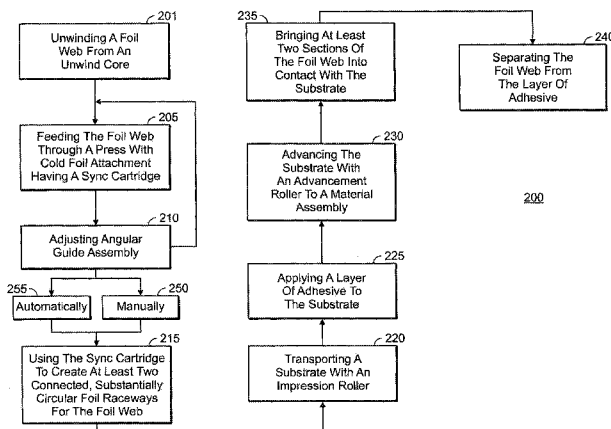 201
Unwinding A Foil
Web From An
Unwind Core
205
Feeding The Foil Web
Through A Press With
Cold Foil Attachment
Having A Sync Cartridge
210
Adjusting Angular
Guide Assembly
255
250
Automatically
Manually
215
Using The Sync Cartridge
To Create At Least Two
Connected, Substantially
Circular Foil Raceways
For The Foil Web
220
Transporting A
Substrate With An
Impression Roller
225
Applying A Layer
Of Adhesive To
The Substrate
230
Advancing The
Substrate With
An Advancement
Roller To A Material
Assembly
235
Bringing At Least
Two Sections Of
The Foil Web Into
Contact With The
Substrate
240
Separating The
Foil Web From
The Layer Of
Adhesive
200